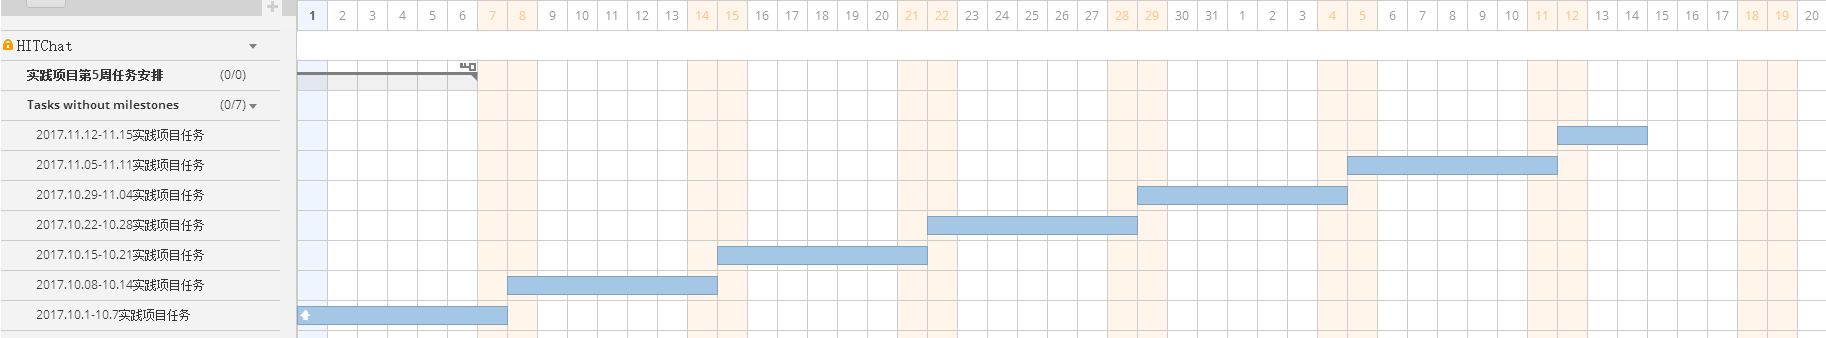 1 2 3 4 5 6 7 8 9 10 11 12 13 14 15 16 17 18 19 20 21 22 23 24 25 26 27 28 29 30 31 1 2 3 4 5 6 7 8 9 10 11 12 13 14 15 16 17 18 19 20
HITChat
实践项目第5周任务安排 (0/0)
Tasks without milestones (0/7)
2017.11.12-11.15实践项目任务
2017.11.05-11.11实践项目任务
2017.10.29-11.04实践项目任务
2017.10.22-10.28实践项目任务
2017.10.15-10.21实践项目任务
2017.10.08-10.14实践项目任务
2017.10.1-10.7实践项目任务